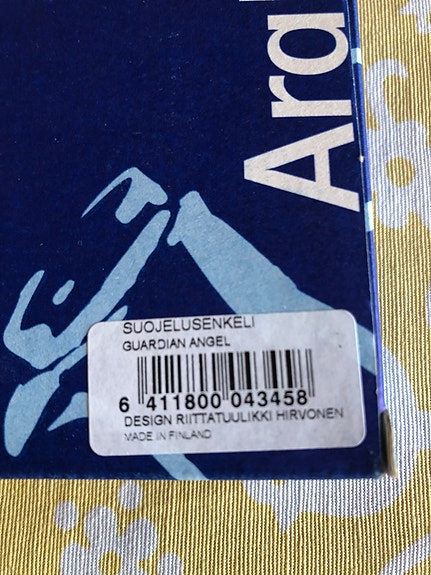 Ara
SUOJELUSENKELI
GUARDIAN ANGEL
6 411800 043458
DESIGN RIITTATUULIKKI HIRVONEN
MADE IN FINLAND